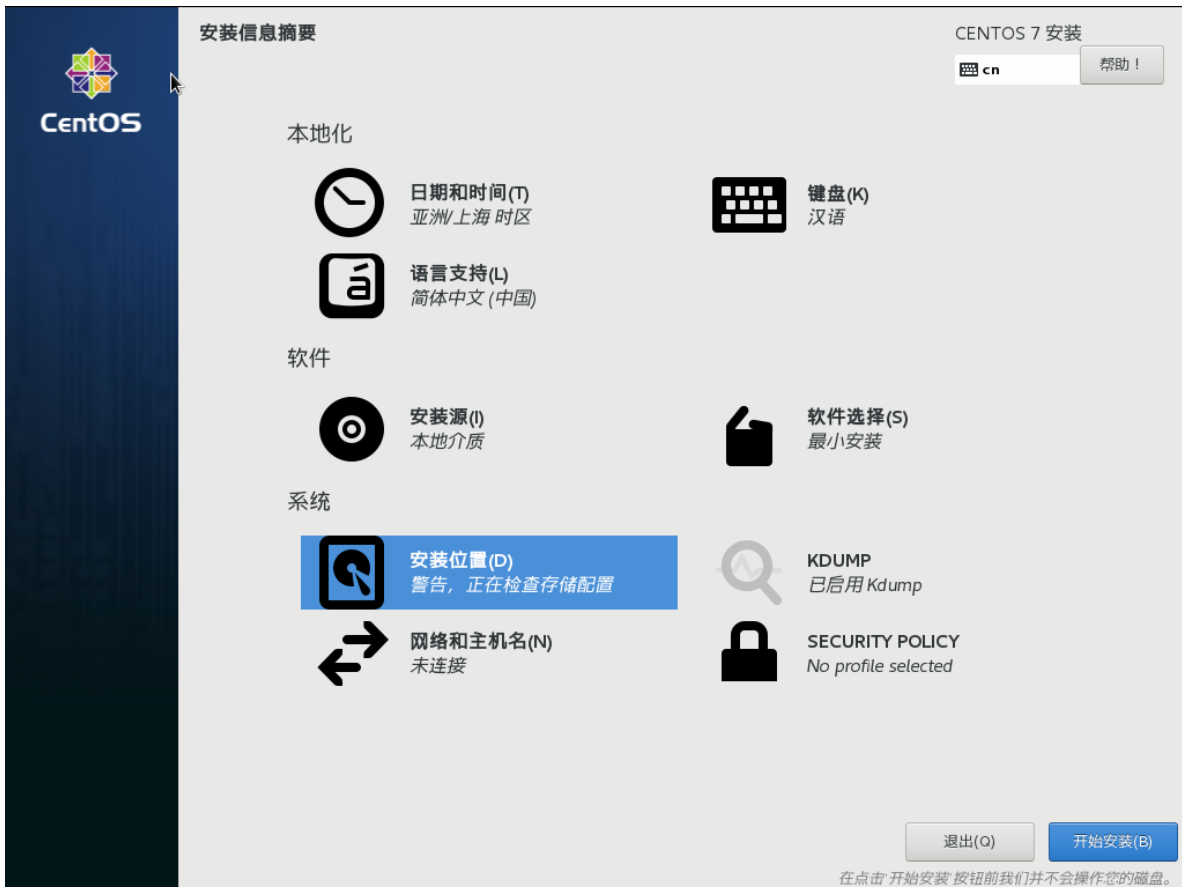 安装信息摘要
CENTOS 7 安装
cn
帮助！
CentOS
本地化
日期和时间(T)
亚洲/上海 时区
键盘(K)
汉语
语言支持(L)
简体中文 (中国)
软件
安装源(I)
本地介质
软件选择(S)
最小安装
系统
安装位置(D)
警告，正在检查存储配置
KDUMP
已启用 Kdump
网络和主机名(N)
未连接
SECURITY POLICY
No profile selected
退出(Q)
开始安装(B)
在点击'开始安装'按钮前我们并不会操作您的磁盘。